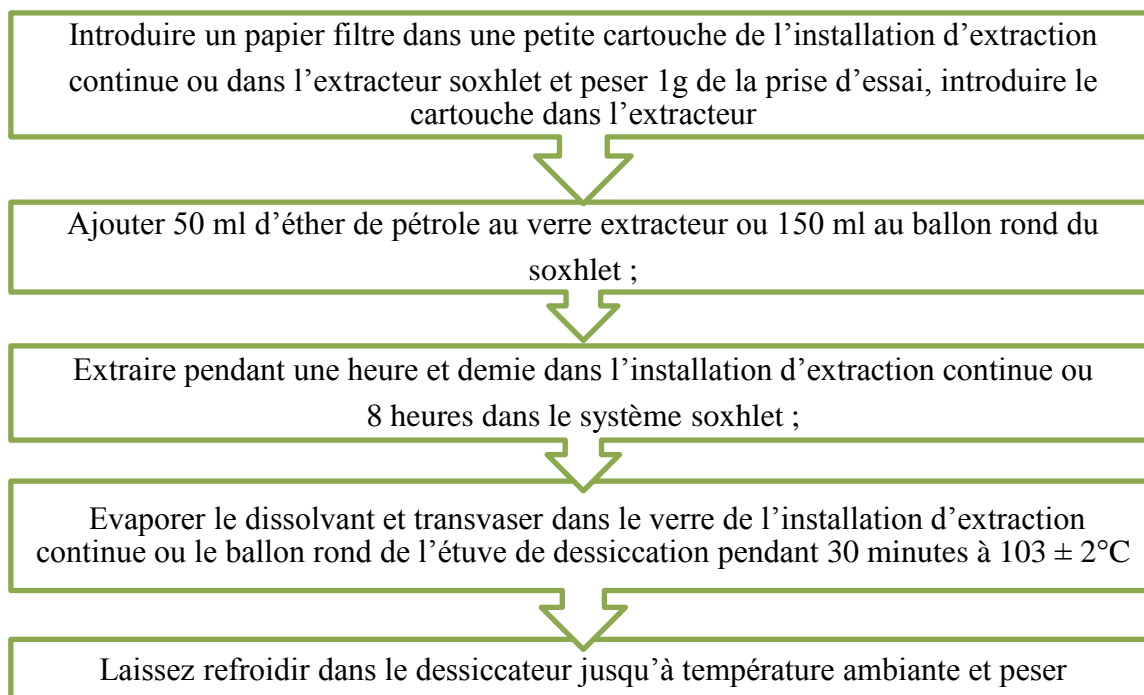 Introduire un papier filtre dans une petite cartouche de l’installation d’extraction
continue ou dans l’extracteur soxhlet et peser 1g de la prise d’essai, introduire le
cartouche dans l’extracteur
Ajouter 50 ml d’éther de pétrole au verre extracteur ou 150 ml au ballon rond du
soxhlet ;
Extraire pendant une heure et demie dans l’installation d’extraction continue ou
8 heures dans le système soxhlet ;
Evaporer le dissolvant et transvaser dans le verre de l’installation d’extraction
continue ou le ballon rond de l’étuve de dessiccation pendant 30 minutes à 103 ± 2°C
Laissez refroidir dans le dessiccateur jusqu’à température ambiante et peser